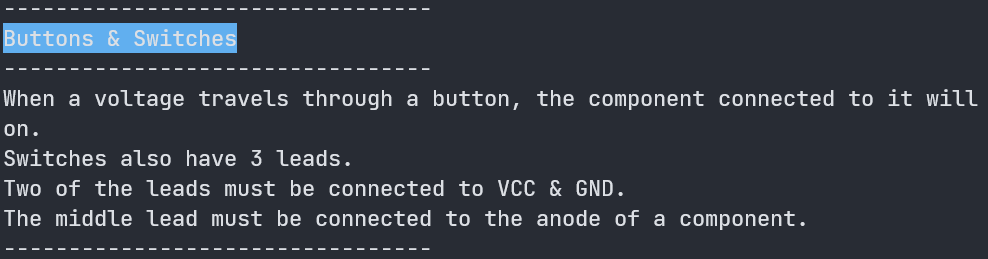 ---------------------------------
Buttons & Switches
---------------------------------
When a voltage travels through a button, the component connected to it will
on.
Switches also have 3 leads.
Two of the leads must be connected to VCC & GND.
The middle lead must be connected to the anode of a component.
---------------------------------